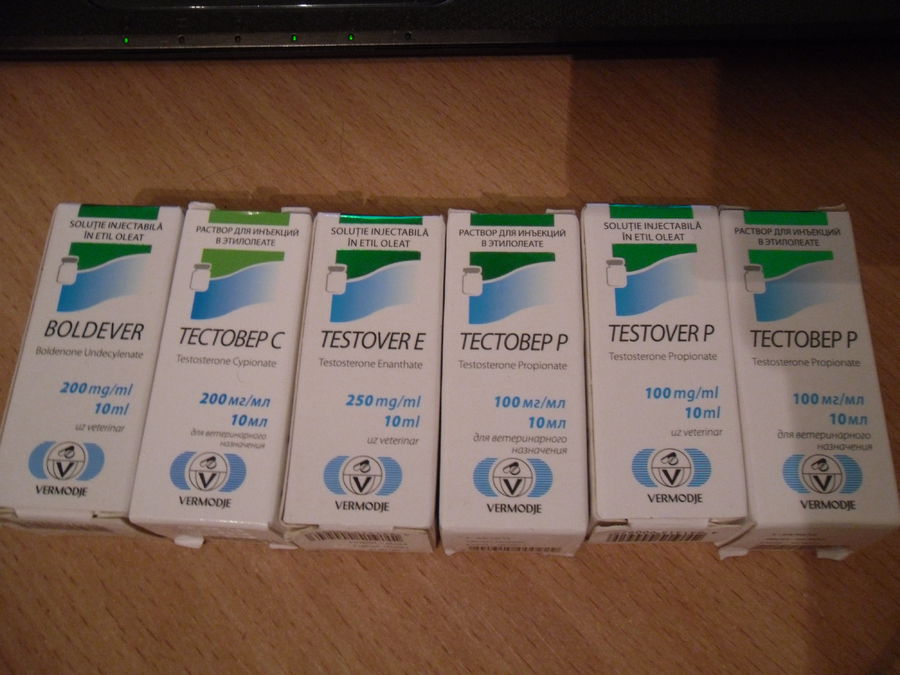 SOLUȚIE INJECTABILĂ
ÎN ETIL OLEAT
BOLDEVER
Boldenone Undecylenate
200 mg/ml
10ml
uz veterinar
VERMODJE
РАСТВОР ДЛЯ ИНЪЕКЦИЙ
В ЭТИЛОЛЕАТЕ
ТЕСТОВЕР C
Testosterone Cypionate
200 мг/мл
10мл
для ветеринарного
назначения
VERMODJE
SOLUȚIE INJECTABILĂ
ÎN ETIL OLEAT
TESTOVER E
Testosterone Enanthate
250 mg/ml
10ml
uz veterinar
VERMODJE
РАСТВОР ДЛЯ ИНЪЕКЦИЙ
В ЭТИЛОЛЕАТЕ
ТЕСТОВЕР P
Testosterone Propionate
100 мг/мл
10мл
для ветеринарного
назначения
VERMODJE
SOLUȚIE INJECTABILĂ
ÎN ETIL OLEAT
TESTOVER P
Testosterone Propionate
100 mg/ml
10ml
uz veterinar
VERMODJE
РАСТВОР ДЛЯ ИНЪЕКЦИЙ
В ЭТИЛОЛЕАТЕ
ТЕСТОВЕР P
Testosterone Propionate
100 мг/мл
10мл
для ветеринарного
назначения
VERMODJE